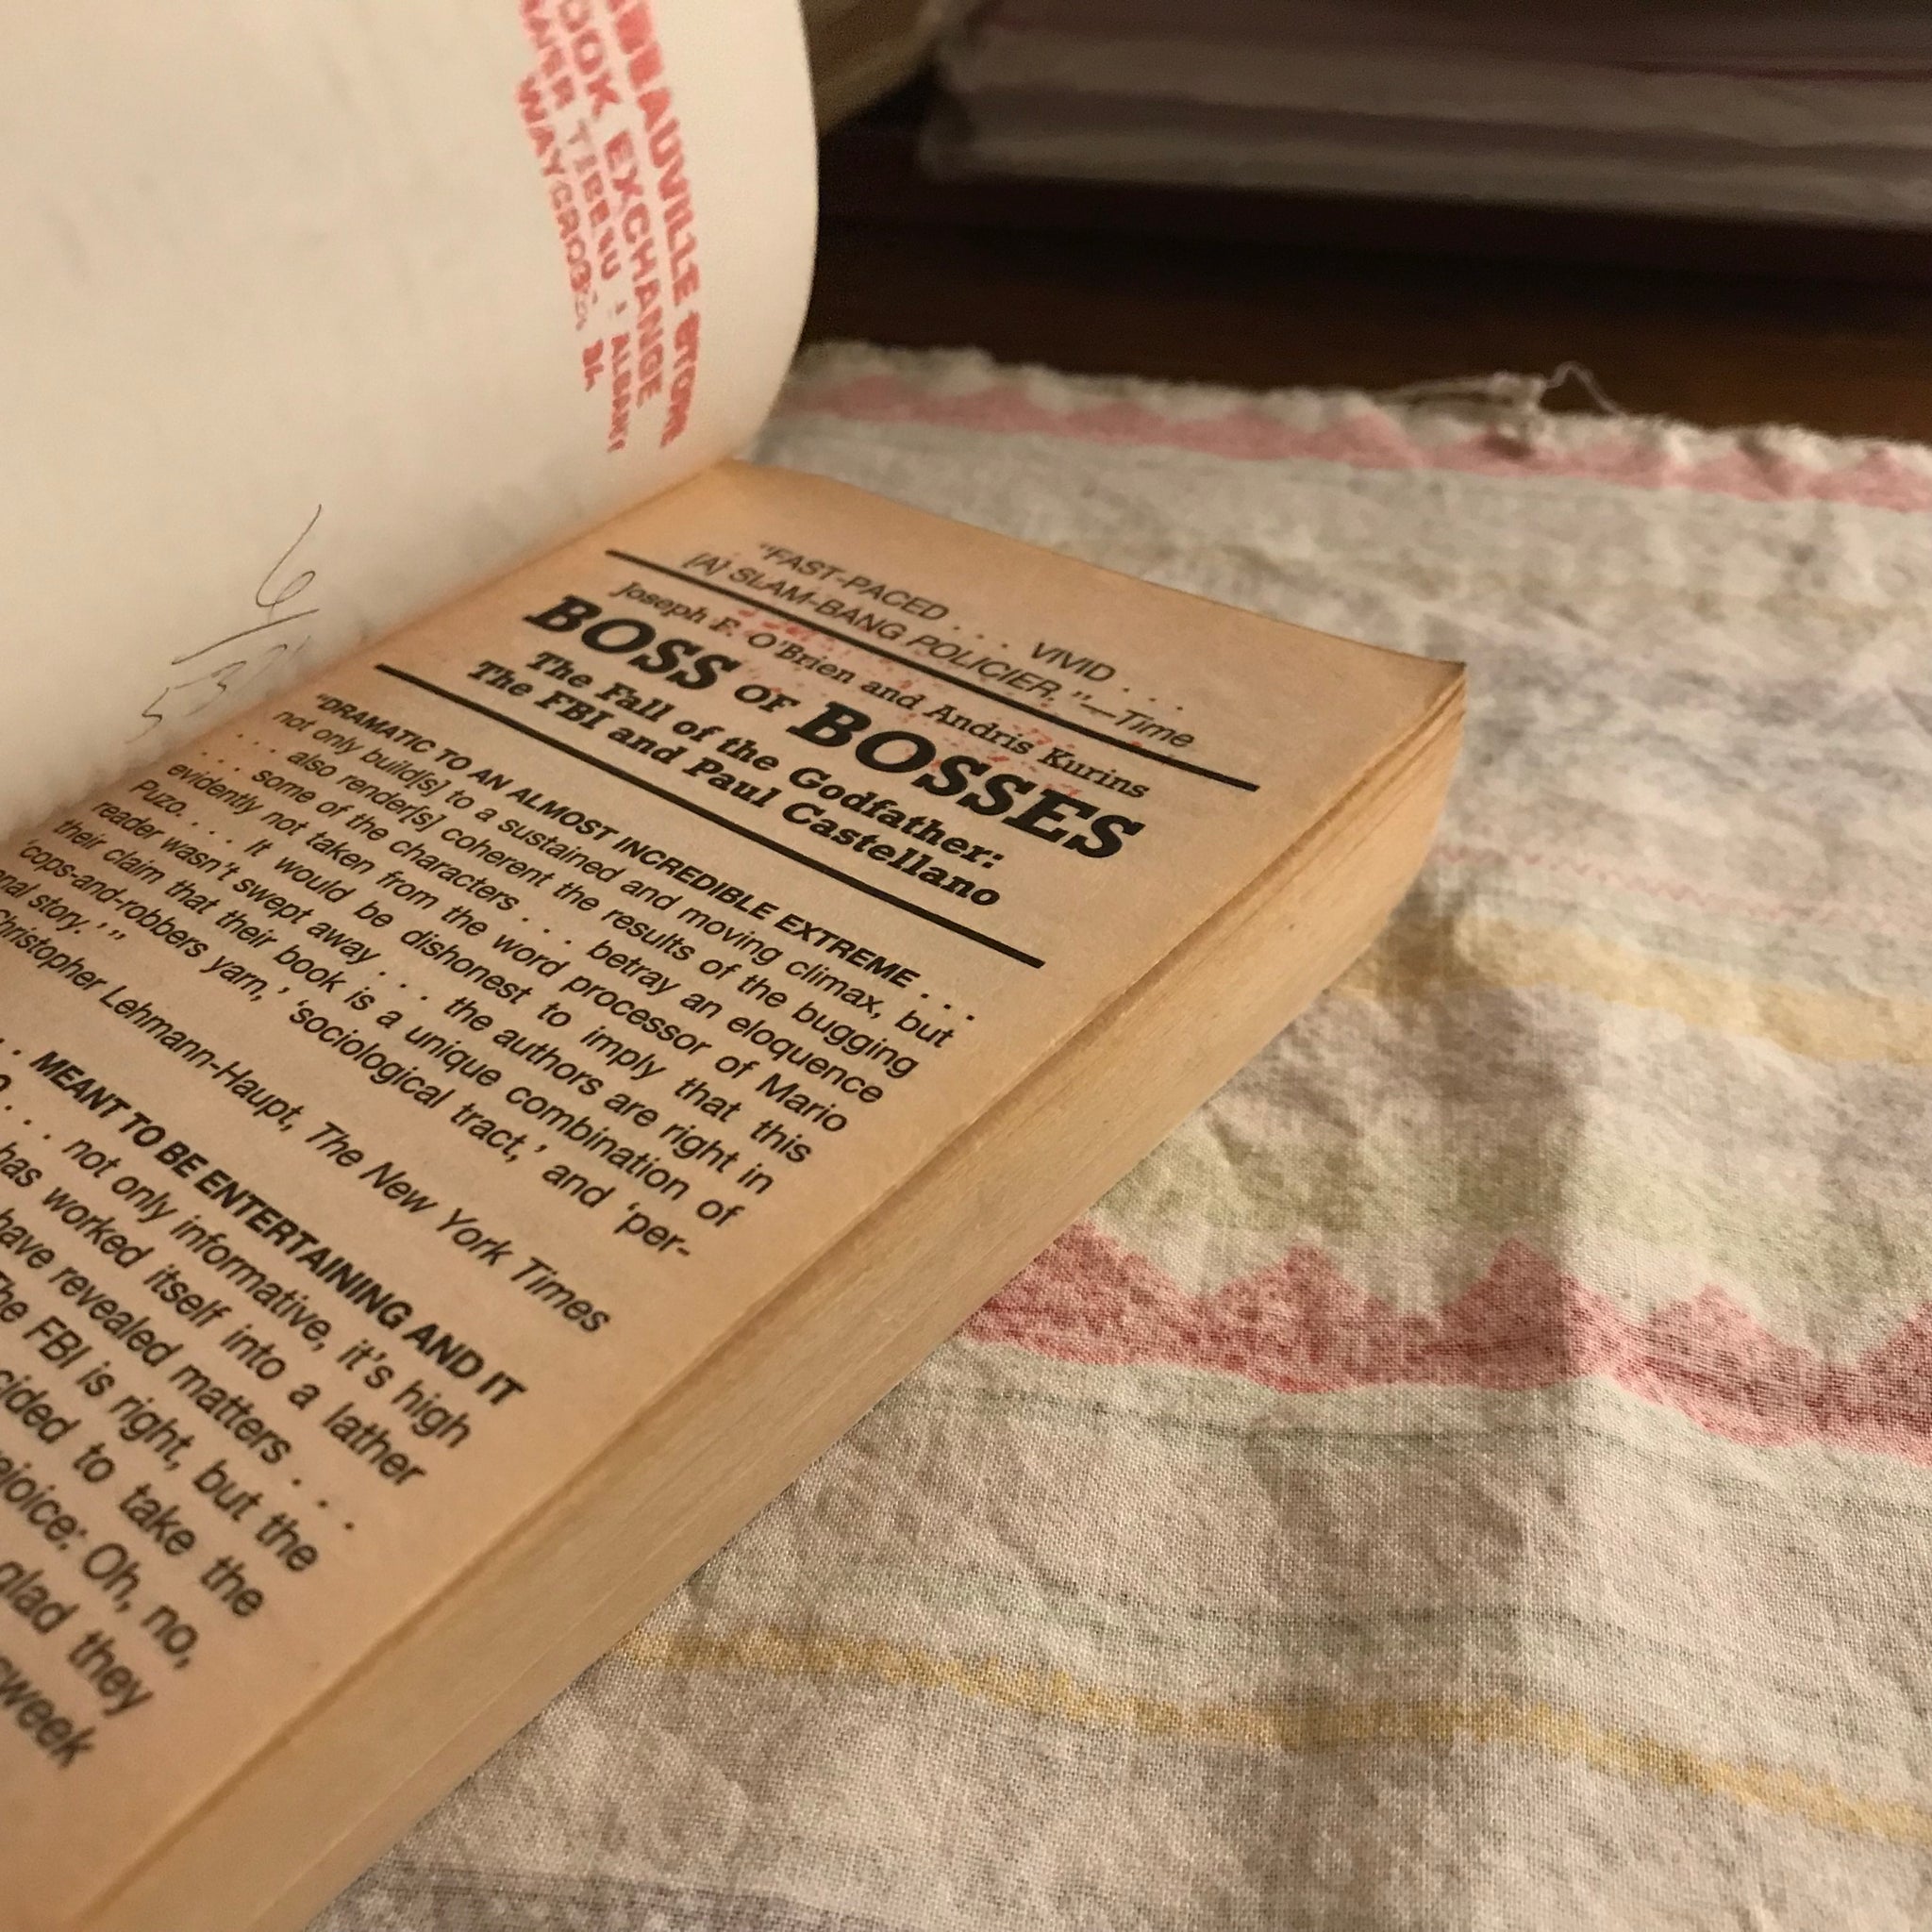 BOOK EXCHANGE
WAYCROSS
ALBANY
6
"FAST-PACED . . . VIVID . . .
[A] SLAM-BANG POLICIER."—Time
Joseph F. O'Brien and Andris Kurins
BOSS OF BOSSES
The Fall of the Godfather:
The FBI and Paul Castellano
"DRAMATIC TO AN ALMOST INCREDIBLE EXTREME . . .
not only build[s] to a sustained and moving climax, but
. . . also render[s] coherent the results of the bugging
. . . some of the characters . . . betray an eloquence
evidently not taken from the word processor of Mario
Puzo. . . . It would be dishonest to imply that this
reader wasn't swept away . . . the authors are right in
their claim that their book is a unique combination of
'cops-and-robbers yarn,' 'sociological tract,' and 'per-
nal story.' "
Christopher Lehmann-Haupt, The New York Times
. . MEANT TO BE ENTERTAINING AND IT
. . . not only informative, it's high
has worked itself into a lather
have revealed matters . . .
The FBI is right, but the
to take the
Oh, no,
glad they